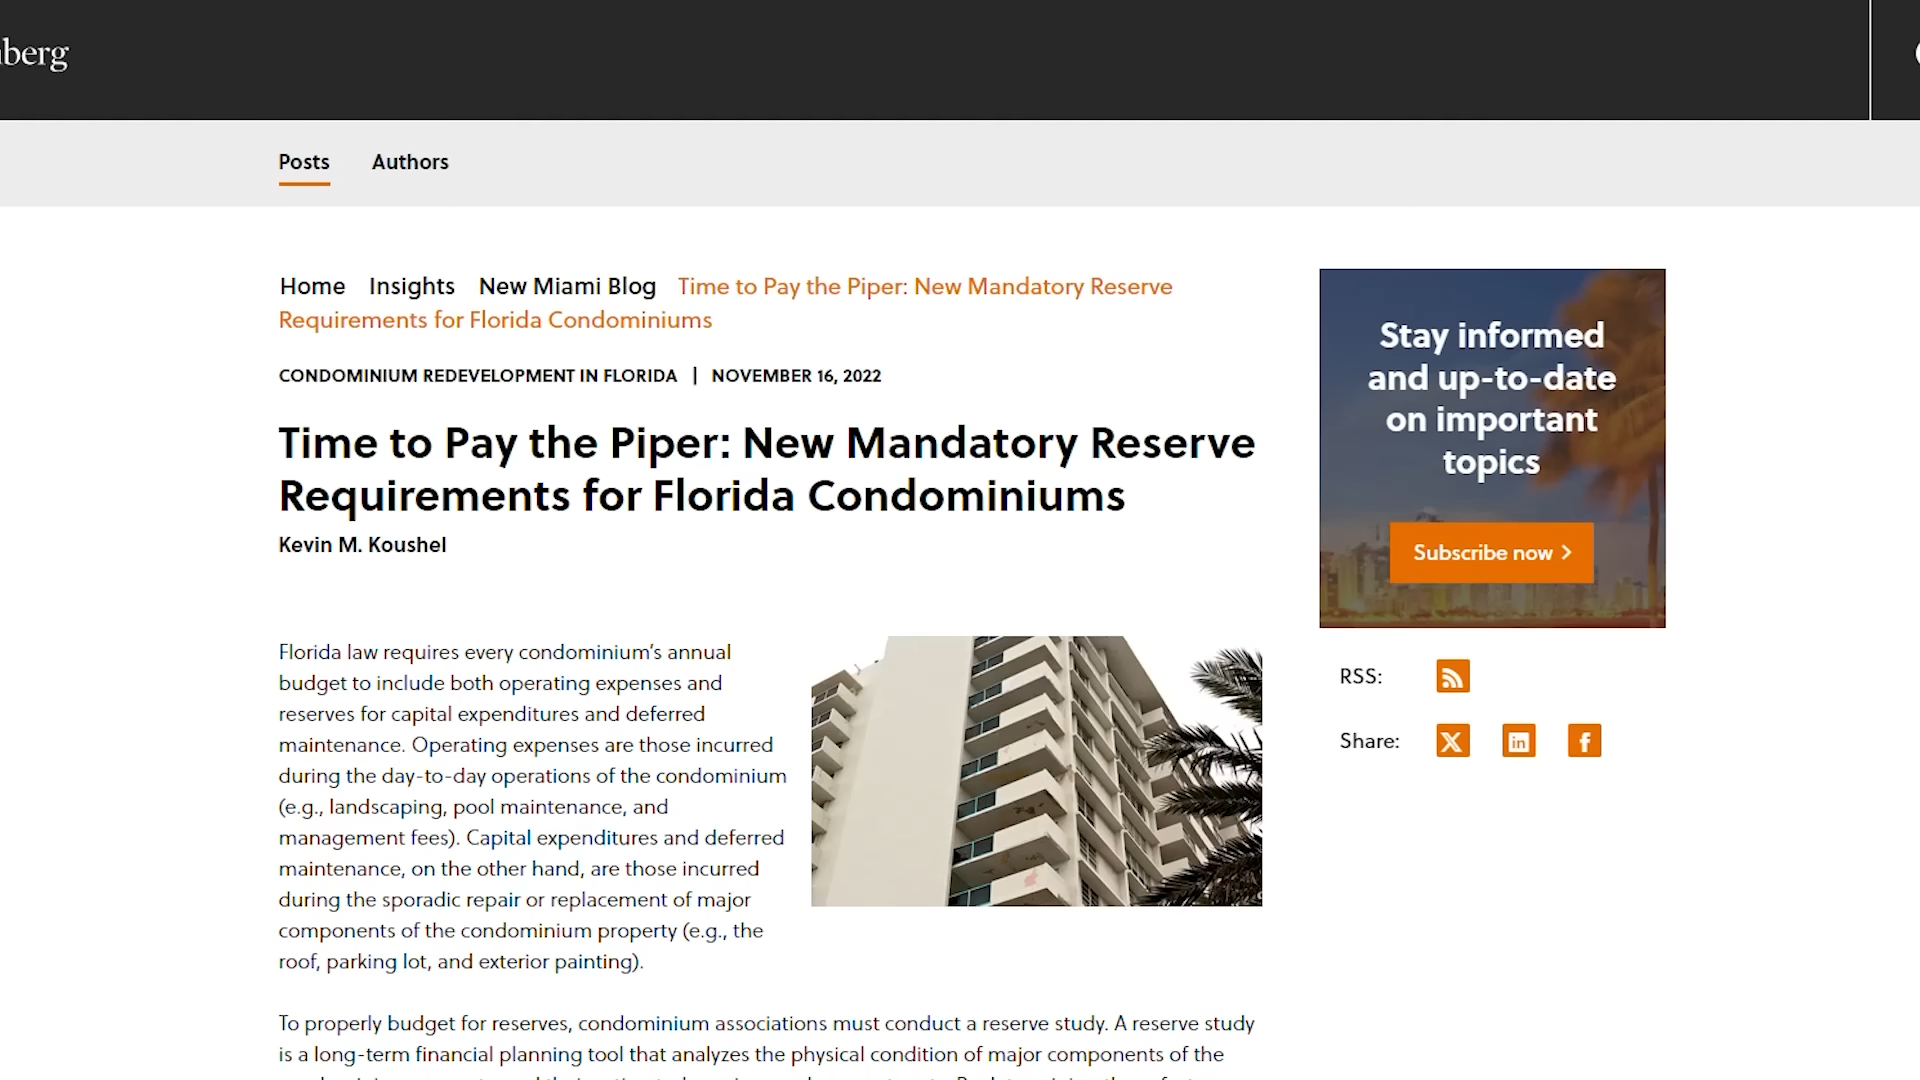 berg
Posts Authors
Home Insights New Miami Blog Time to Pay the Piper: New Mandatory Reserve
Requirements for Florida Condominiums
CONDOMINIUM REDEVELOPMENT IN FLORIDA | NOVEMBER 16, 2022
Time to Pay the Piper: New Mandatory Reserve
Requirements for Florida Condominiums
Kevin M. Koushel
Florida law requires every condominium's annual
budget to include both operating expenses and
reserves for capital expenditures and deferred
maintenance. Operating expenses are those incurred
during the day-to-day operations of the condominium
(e.g., landscaping, pool maintenance, and
management fees). Capital expenditures and deferred
maintenance, on the other hand, are those incurred
during the sporadic repair or replacement of major
components of the condominium property (e.g., the
roof, parking lot, and exterior painting).
To properly budget for reserves, condominium associations must conduct a reserve study. A reserve study
is a long-term financial planning tool that analyzes the physical condition of major components of the
Stay informed
and up-to-date
on important
topics
Subscribe now >
RSS:
Share: X in f